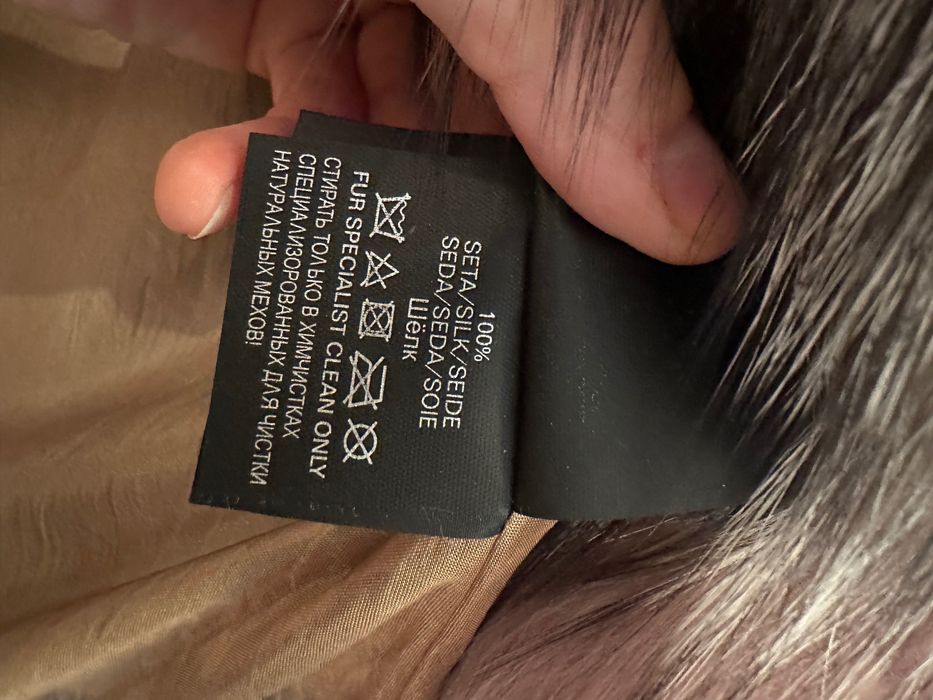 100%
SETA/SILK/SEIDE
SEDA/SEDA/SOIE
ШЁЛК
FUR SPECIALIST CLEAN ONLY
СТИРАТЬ ТОЛЬКО В ХИМЧИСТКАХ
СПЕЦИАЛИЗОРОВАННЫХ ДЛЯ ЧИСТКИ
НАТУРАЛЬНЫХ МЕХОВ!